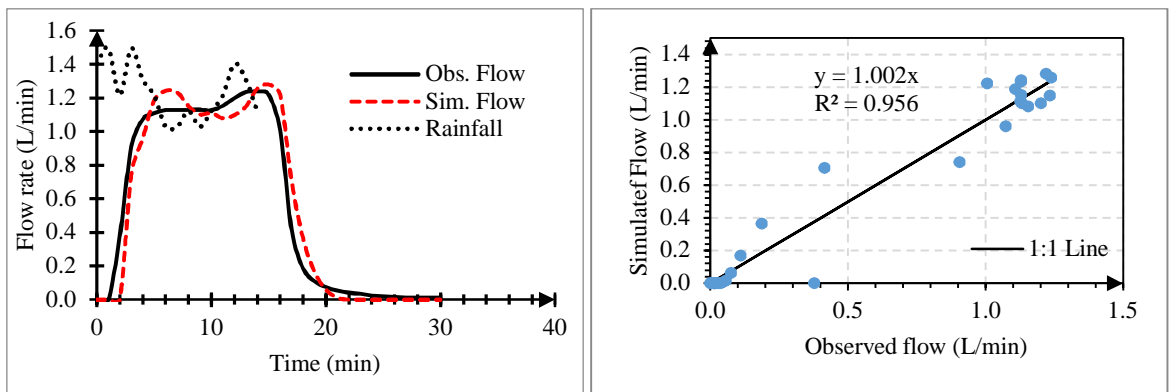 1.6
1.4
1.2
1.0
0.8
0.6
0.4
0.2
0.0
0
10
20
30
40
Flow rate (L/min)
Time (min)
Obs. Flow
Sim. Flow
Rainfall
1.4
1.2
1.0
0.8
0.6
0.4
0.2
0.0
0.0
0.5
1.0
1.5
Simulatef Flow (L/min)
Observed flow (L/min)
y = 1.002x
R² = 0.956
1:1 Line